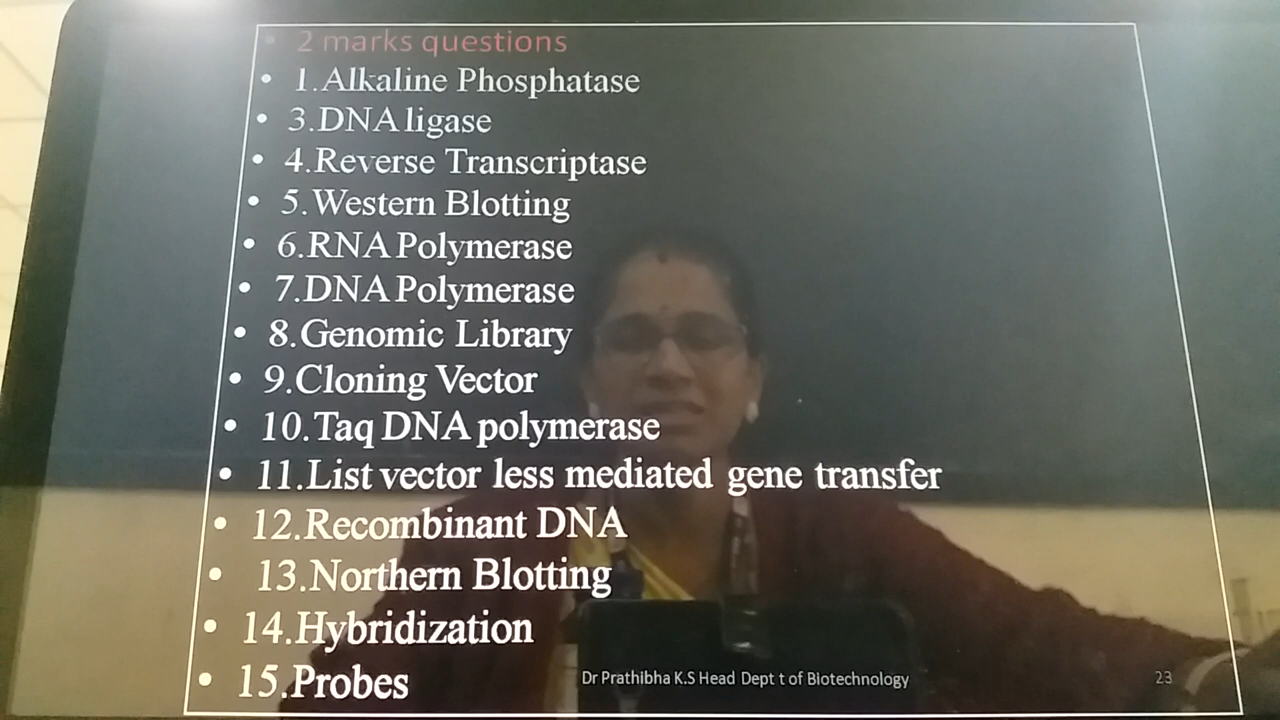 • 2 marks questions
• 1.Alkaline Phosphatase
• 3.DNA ligase
• 4.Reverse Transcriptase
• 5.Western Blotting
• 6.RNA Polymerase
• 7.DNA Polymerase
• 8.Genomic Library
• 9.Cloning Vector
• 10.Taq DNA polymerase
• 11.List vector less mediated gene transfer
• 12.Recombinant DNA
• 13.Northern Blotting
• 14.Hybridization
• 15.Probes
Dr Prathibha K.S Head Dept t of Biotechnology
23